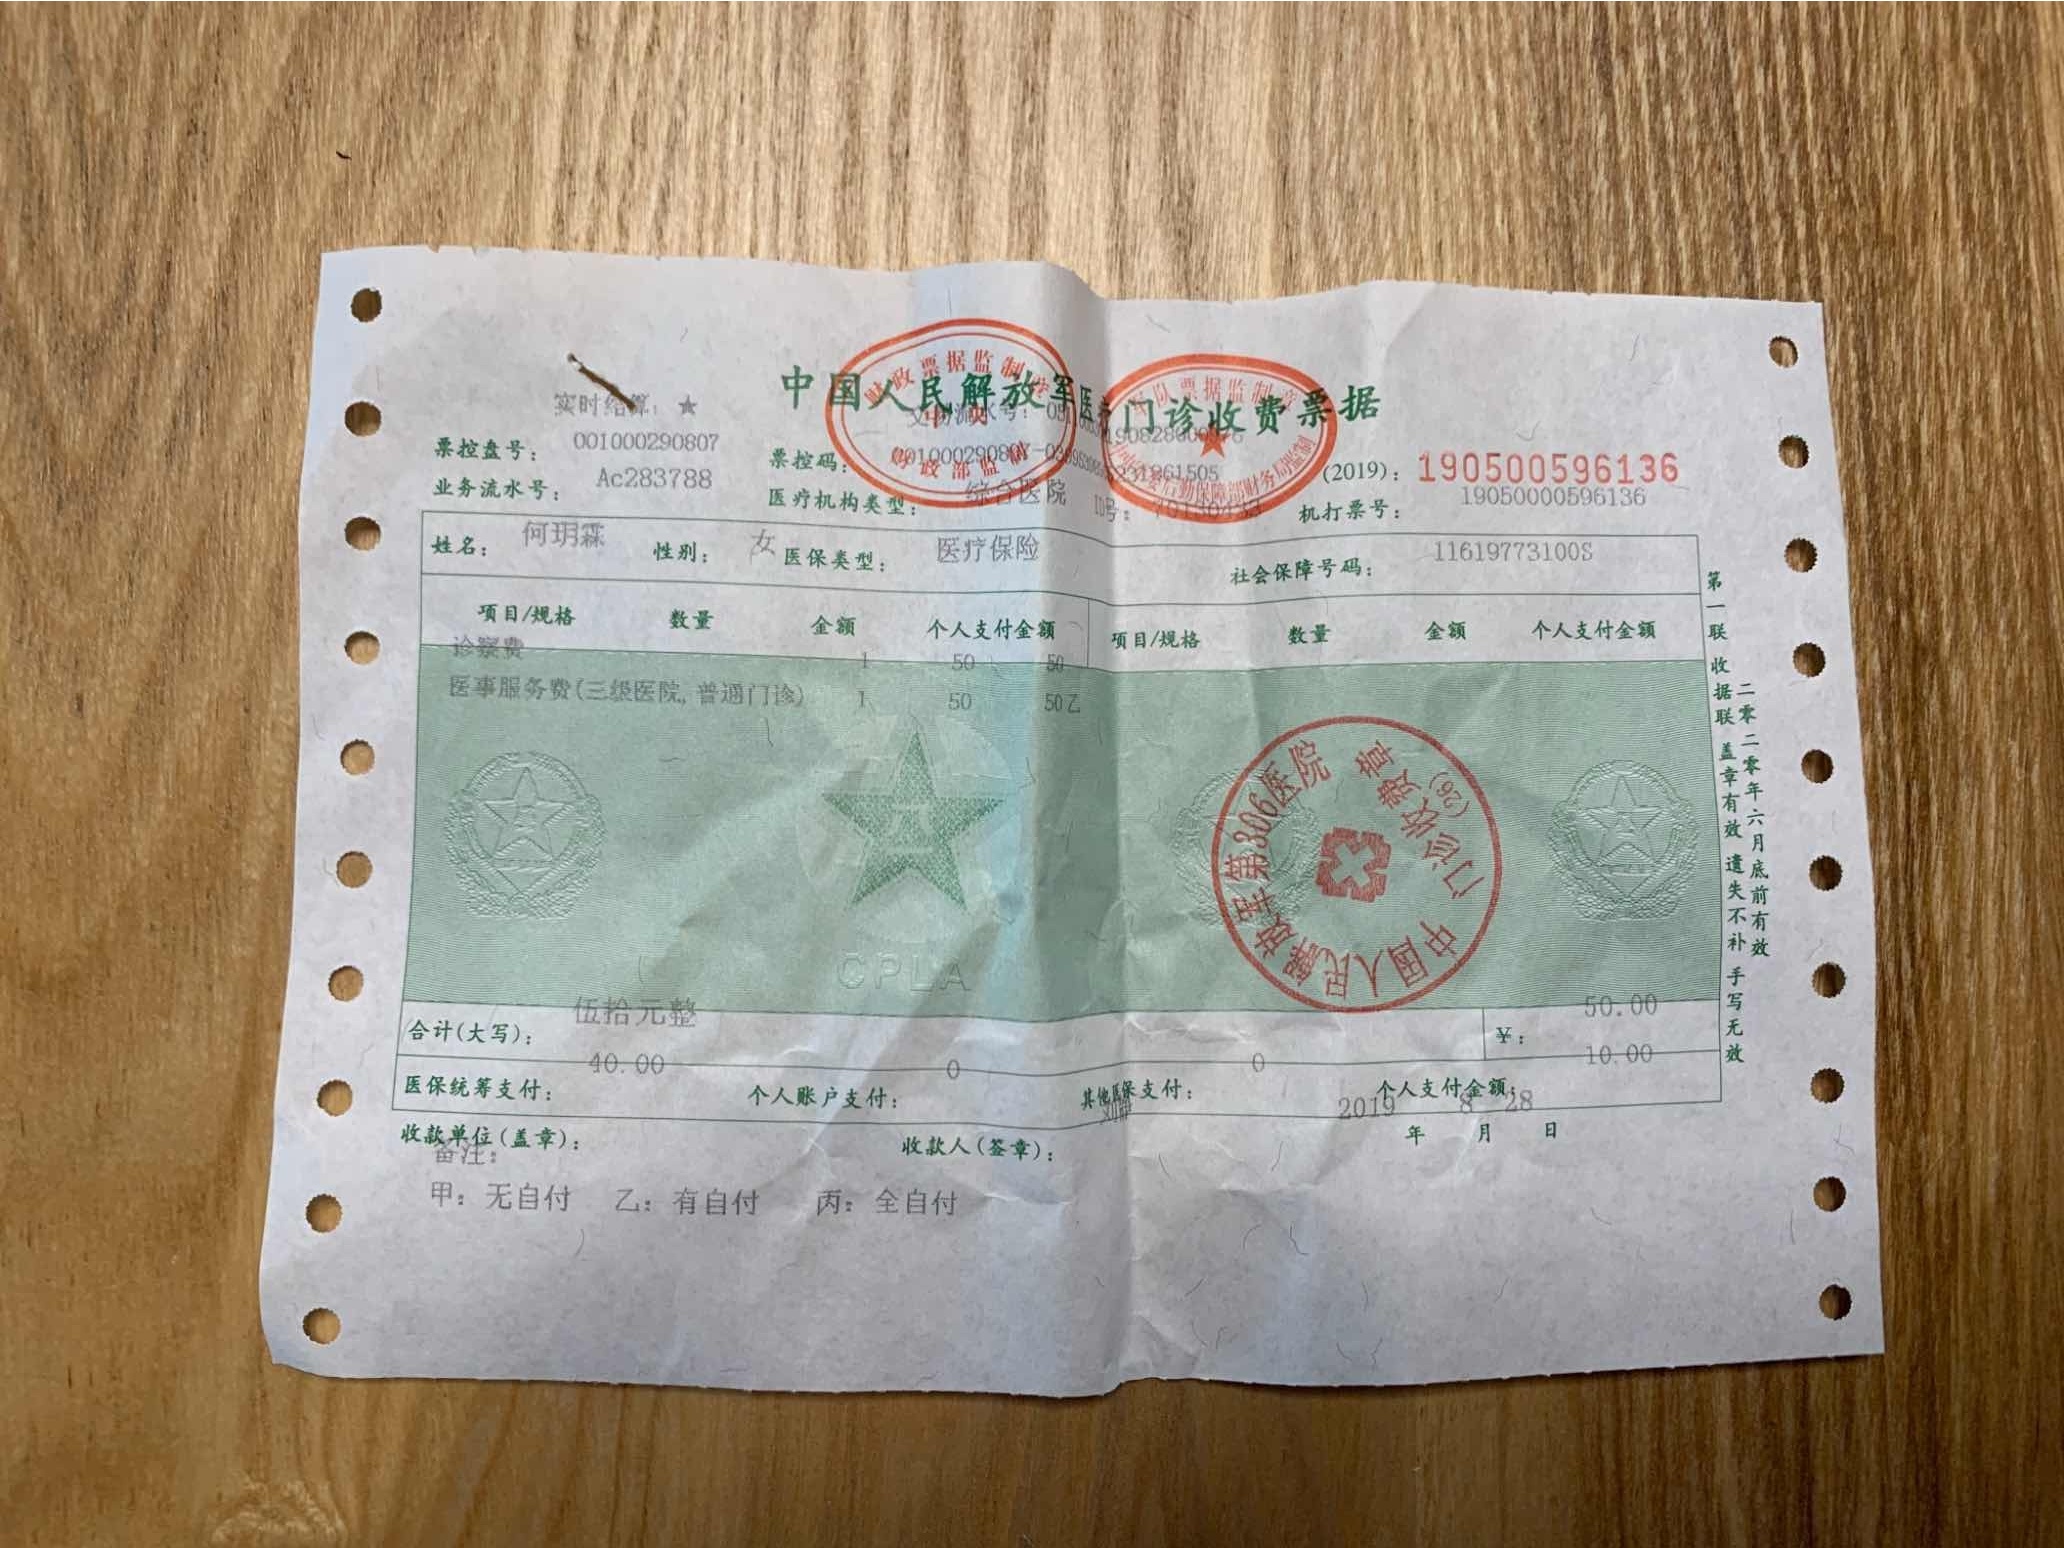 中国人民解放军医疗门诊收费票据
财政票据监制章
中央
财政部监制
军队票据监制章
实时结算：★
交易流水号：
票控盘号： 001000290807
票控码：
(2019)： 190500596136
业务流水号： Ac283788
医疗机构类型： 综合医院
ID号：
机打票号： 19050000596136
姓名： 何玥霖 性别： 女 医保类型： 医疗保险 社会保障号码： 11619773100S
项目/规格 数量 金额 个人支付金额 项目/规格 数量 金额 个人支付金额
诊察费 1 50 50
医事服务费(三级医院,普通门诊) 1 50 50乙
八一
CPLA
中国人民解放军第306医院
门诊收费章
(26)
合计(大写)： 伍拾元整 ￥： 50.00
医保统筹支付： 40.00 个人账户支付： 0 其他医保支付： 0 个人支付金额： 10.00
收款单位(盖章)： 收款人(签章)： 2019 年 8 月 28 日
备注：
甲：无自付 乙：有自付 丙：全自付
第一联 收据联 盖章有效 遗失不补 手写无效
二零二零年六月底前有效